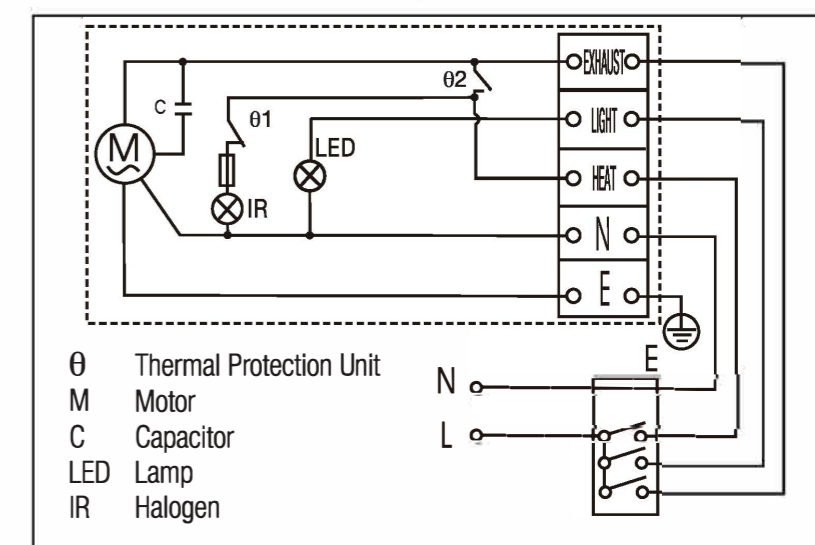 EXHAUST
θ2
C
θ1
LIGHT
LED
M
HEAT
IR
N
E
E
θ Thermal Protection Unit
M Motor
C Capacitor
LED Lamp
IR Halogen
N
L